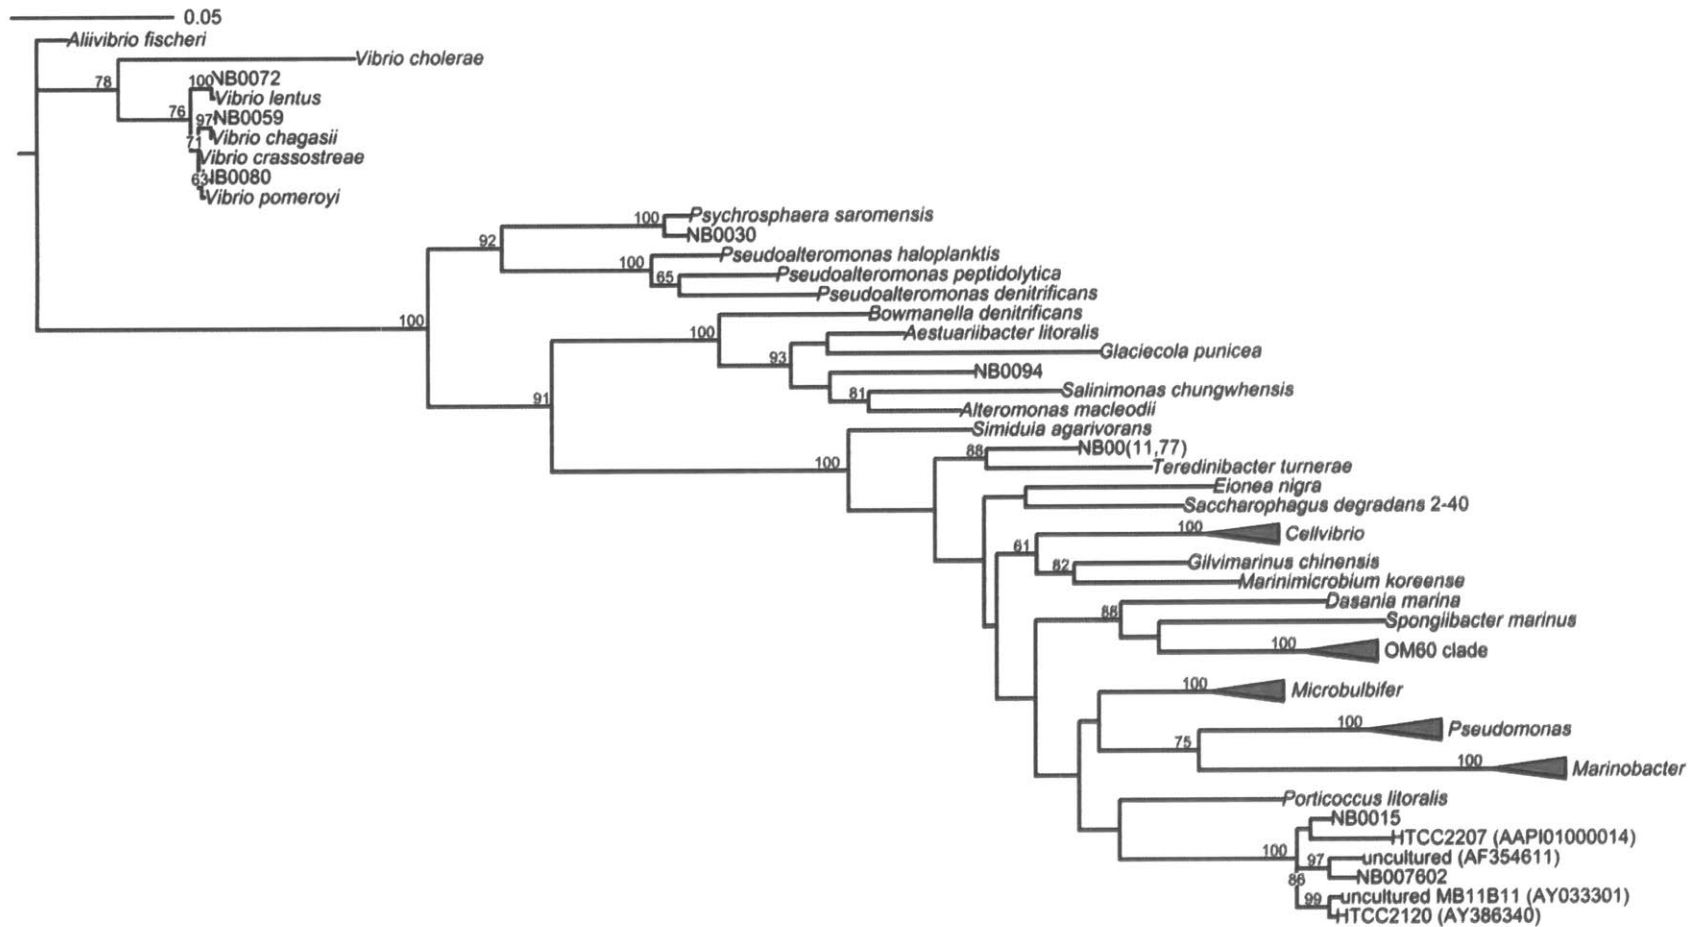 0.05
Aliivibrio fischeri
Vibrio cholerae
78
100 NB0072
Vibrio lentus
76
97 NB0059
Vibrio chagasii
71
Vibrio crassostreae
63 IB0080
Vibrio pomeroyi
100 Psychrosphaera saromensis
NB0030
92
Pseudoalteromonas haloplanktis
100
65 Pseudoalteromonas peptidolytica
Pseudoalteromonas denitrificans
Bowmanella denitrificans
100
100 Aestuariibacter litoralis
Glaciecola punicea
93
NB0094
81 Salinimonas chungwhensis
91
Alteromonas macleodii
Simiduia agarivorans
88 NB00(11,77)
100
Teredinibacter turnerae
Eionea nigra
Saccharophagus degradans 2-40
100 Cellvibrio
61
82 Gilvimarinus chinensis
Marinimicrobium koreense
Dasania marina
88
Spongiibacter marinus
100 OM60 clade
100 Microbulbifer
100 Pseudomonas
75
100 Marinobacter
Porticoccus litoralis
NB0015
HTCC2207 (AAPI01000014)
100
97 uncultured (AF354611)
NB007602
86
99 uncultured MB11B11 (AY033301)
HTCC2120 (AY386340)